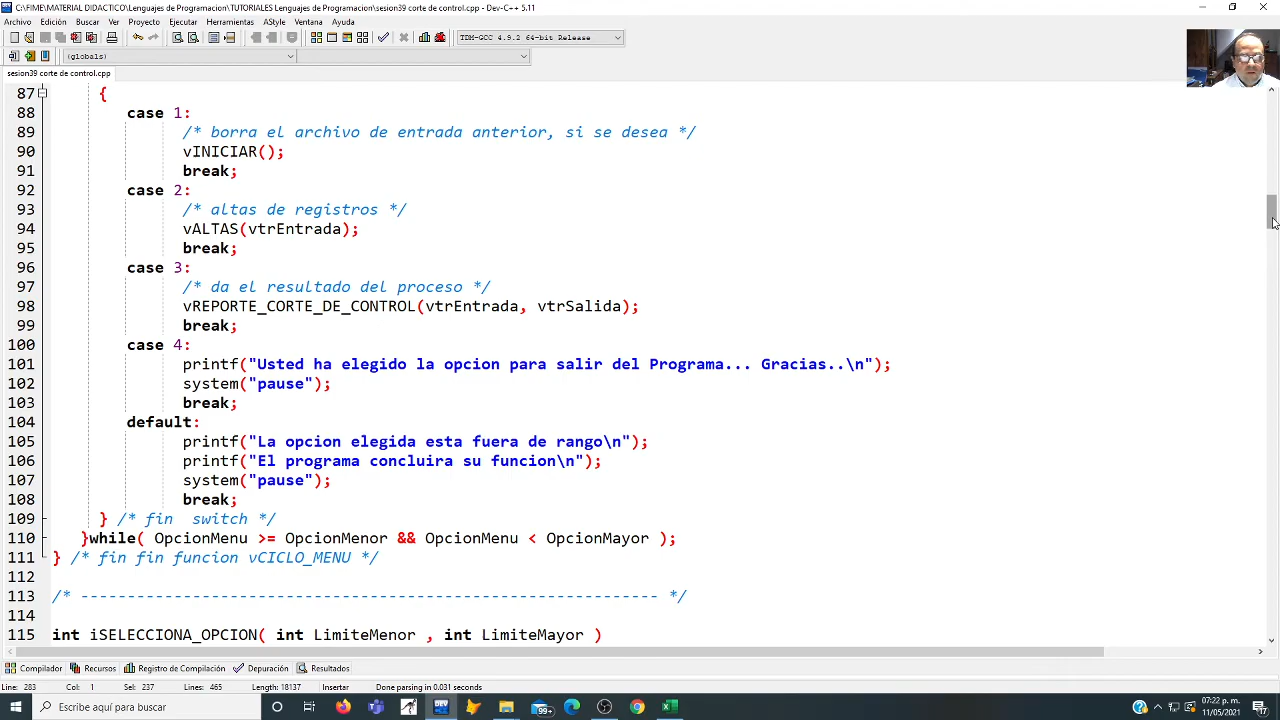 C:\FIME\MATERIAL DIDACTICO\Lenguajes de Programacion\TUTORIALES Lenguajes de Programacion\sesion39 corte de control.cpp - Dev-C++ 5.11
Archivo Edición Buscar Ver Proyecto Ejecutar Herramientas AStyle Ventana Ayuda
TDM-GCC 4.9.2 64-bit Release
(globals)
sesion39 corte de control.cpp
87 {
88 case 1:
89 /* borra el archivo de entrada anterior, si se desea */
90 vINICIAR();
91 break;
92 case 2:
93 /* altas de registros */
94 vALTAS(vtrEntrada);
95 break;
96 case 3:
97 /* da el resultado del proceso */
98 vREPORTE_CORTE_DE_CONTROL(vtrEntrada, vtrSalida);
99 break;
100 case 4:
101 printf("Usted ha elegido la opcion para salir del Programa... Gracias..\n");
102 system("pause");
103 break;
104 default:
105 printf("La opcion elegida esta fuera de rango\n");
106 printf("El programa concluira su funcion\n");
107 system("pause");
108 break;
109 } /* fin  switch */
110 }while( OpcionMenu >= OpcionMenor && OpcionMenu < OpcionMayor );
111 } /* fin fin funcion vCICLO_MENU */
112
113 /* -------------------------------------------------------------- */
114
115 int iSELECCIONA_OPCION( int LimiteMenor , int LimiteMayor )
Compilador Recursos Registro de Compilación Depuración Resultados
Line: 283 Col: 1 Sel: 237 Lines: 465 Length: 18137 Insertar Done parsing in 0.031 seconds
Escribe aquí para buscar
99+
07:22 p. m.
11/05/2021
17